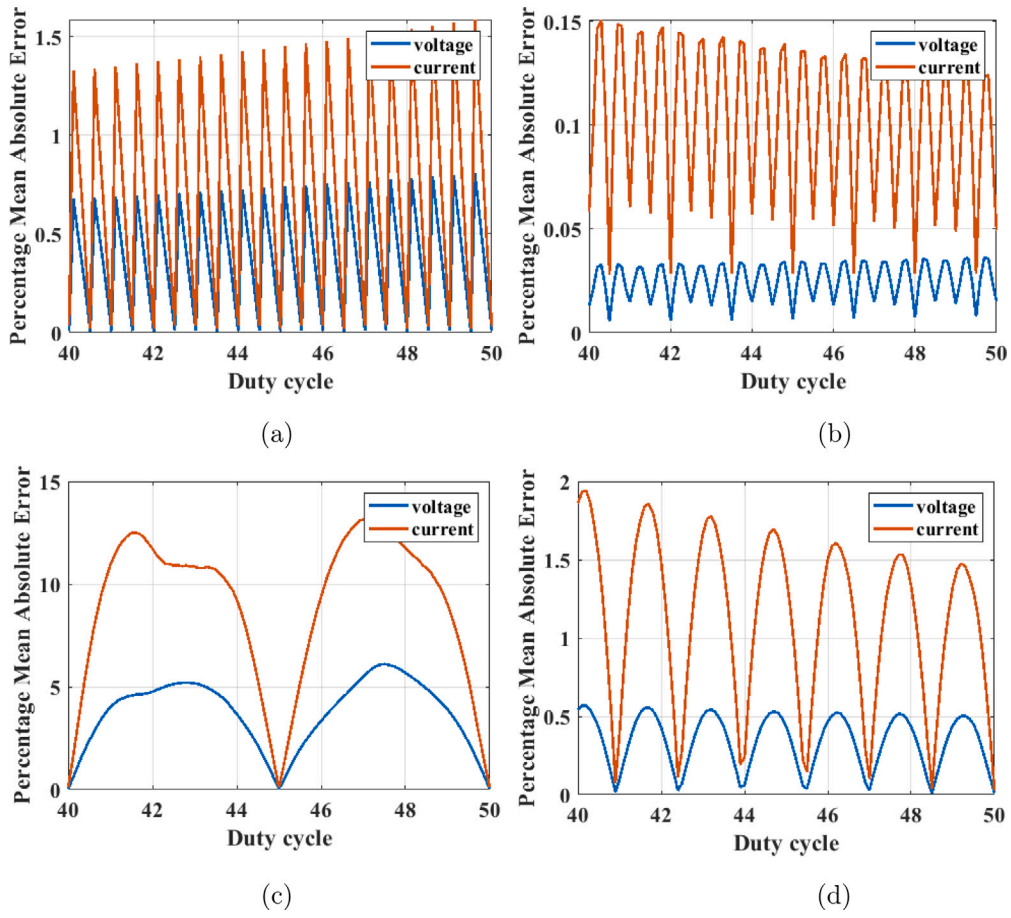 Percentage Mean Absolute Error
1.5
1
0.5
0
voltage
current
40 42 44 46 48 50
Duty cycle
(a)
Percentage Mean Absolute Error
0.15
0.1
0.05
0
voltage
current
40 42 44 46 48 50
Duty cycle
(b)
Percentage Mean Absolute Error
15
10
5
0
voltage
current
40 42 44 46 48 50
Duty cycle
(c)
Percentage Mean Absolute Error
2
1.5
1
0.5
0
voltage
current
40 42 44 46 48 50
Duty cycle
(d)